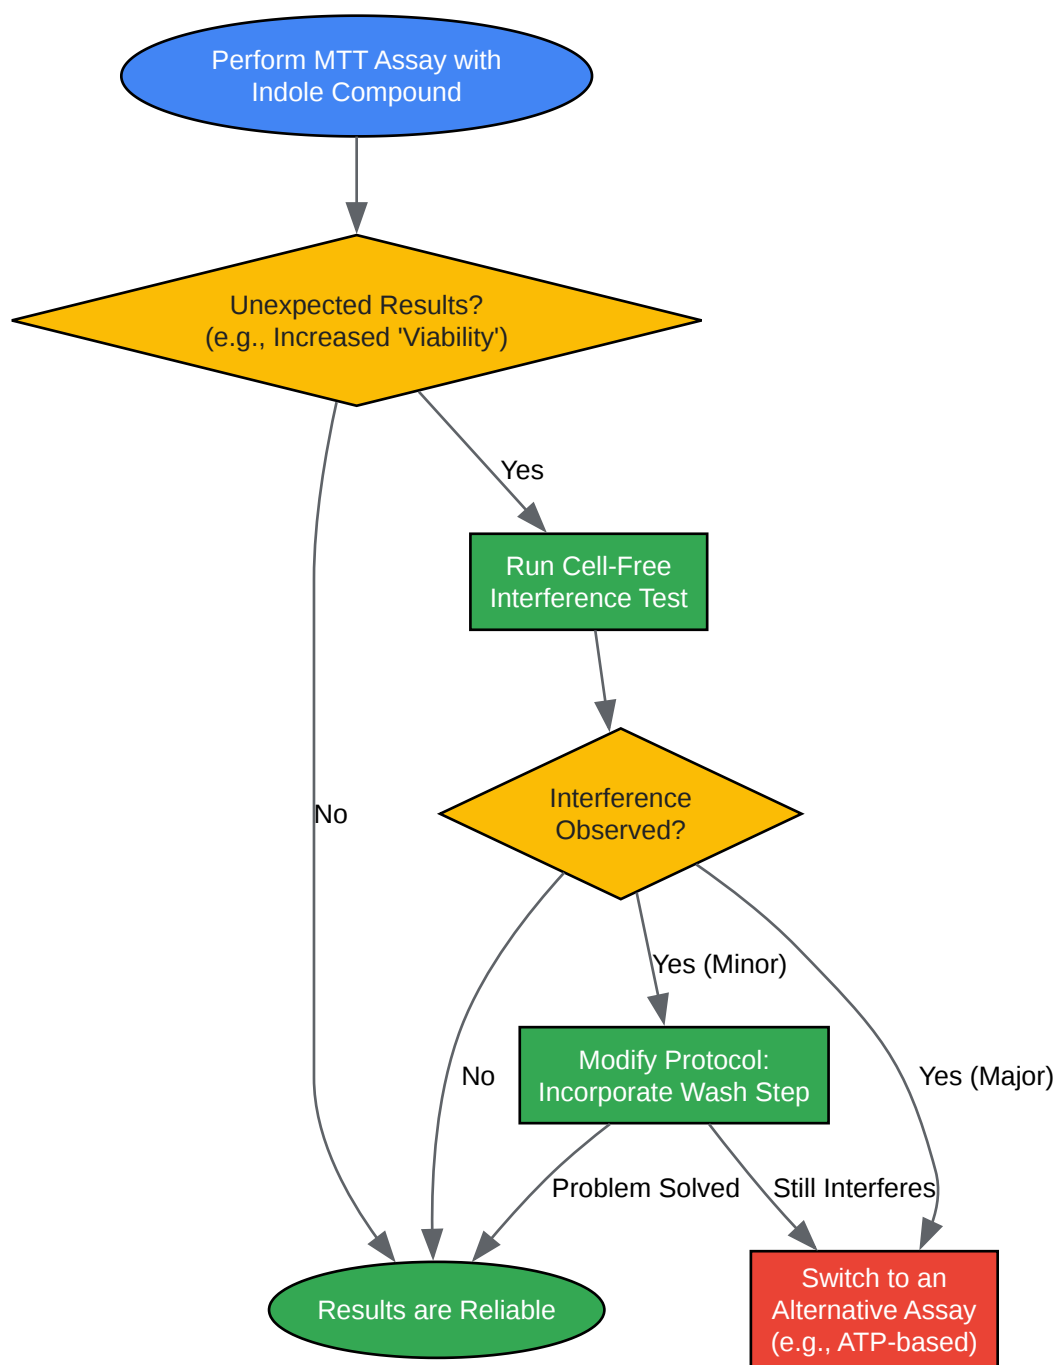 Perform MTT Assay with
Indole Compound
Unexpected Results?
(e.g., Increased 'Viability')
Yes
Run Cell-Free
Interference Test
No
Interference
Observed?
Yes (Minor)
Modify Protocol:
Incorporate Wash Step
No
Yes (Major)
Problem Solved
Still Interferes
Results are Reliable
Switch to an
Alternative Assay
(e.g., ATP-based)